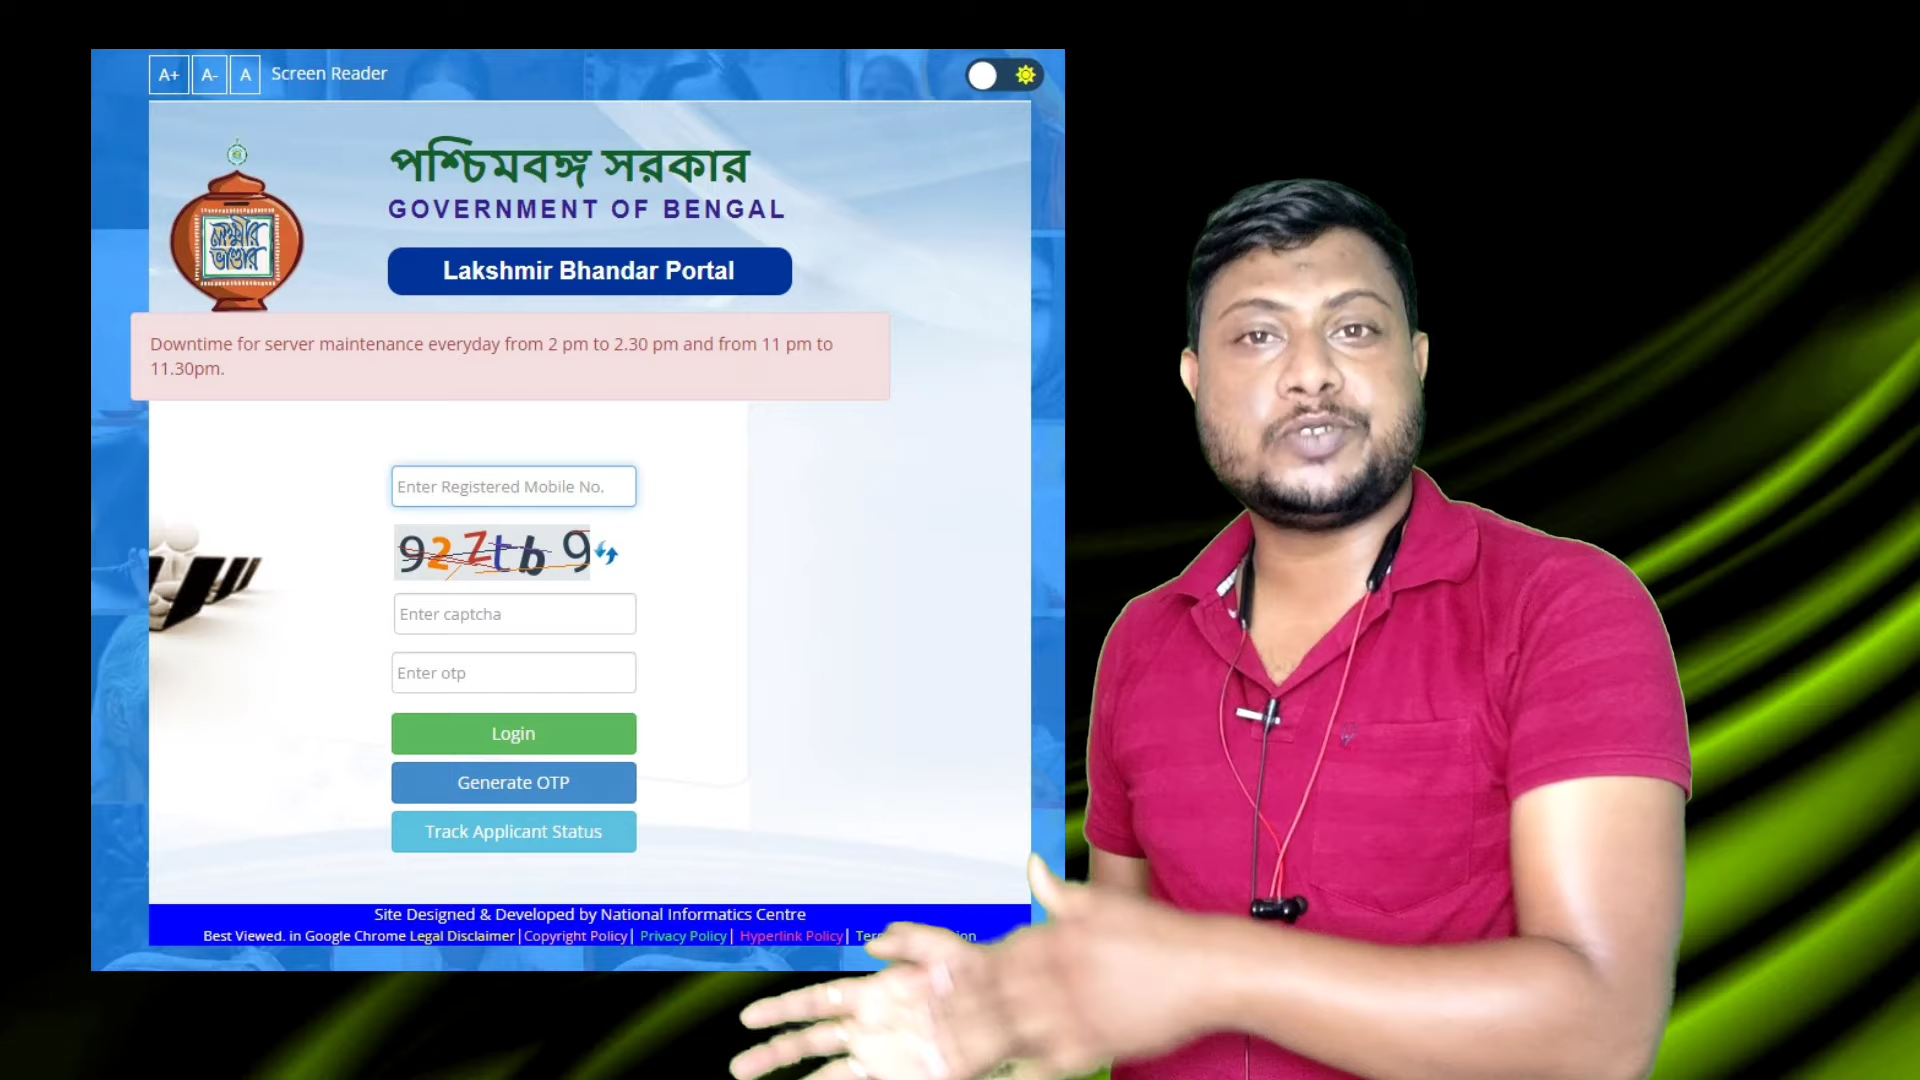 A+ A- A Screen Reader
পশ্চিমবঙ্গ সরকার
GOVERNMENT OF BENGAL
লক্ষ্মীর
ভাণ্ডার
Lakshmir Bhandar Portal
Downtime for server maintenance everyday from 2 pm to 2.30 pm and from 11 pm to
11.30pm.
Enter Registered Mobile No.
92Ztb9
Enter captcha
Enter otp
Login
Generate OTP
Track Applicant Status
Site Designed & Developed by National Informatics Centre
Best Viewed. in Google Chrome Legal Disclaimer| Copyright Policy| Privacy Policy| Hyperlink Policy|